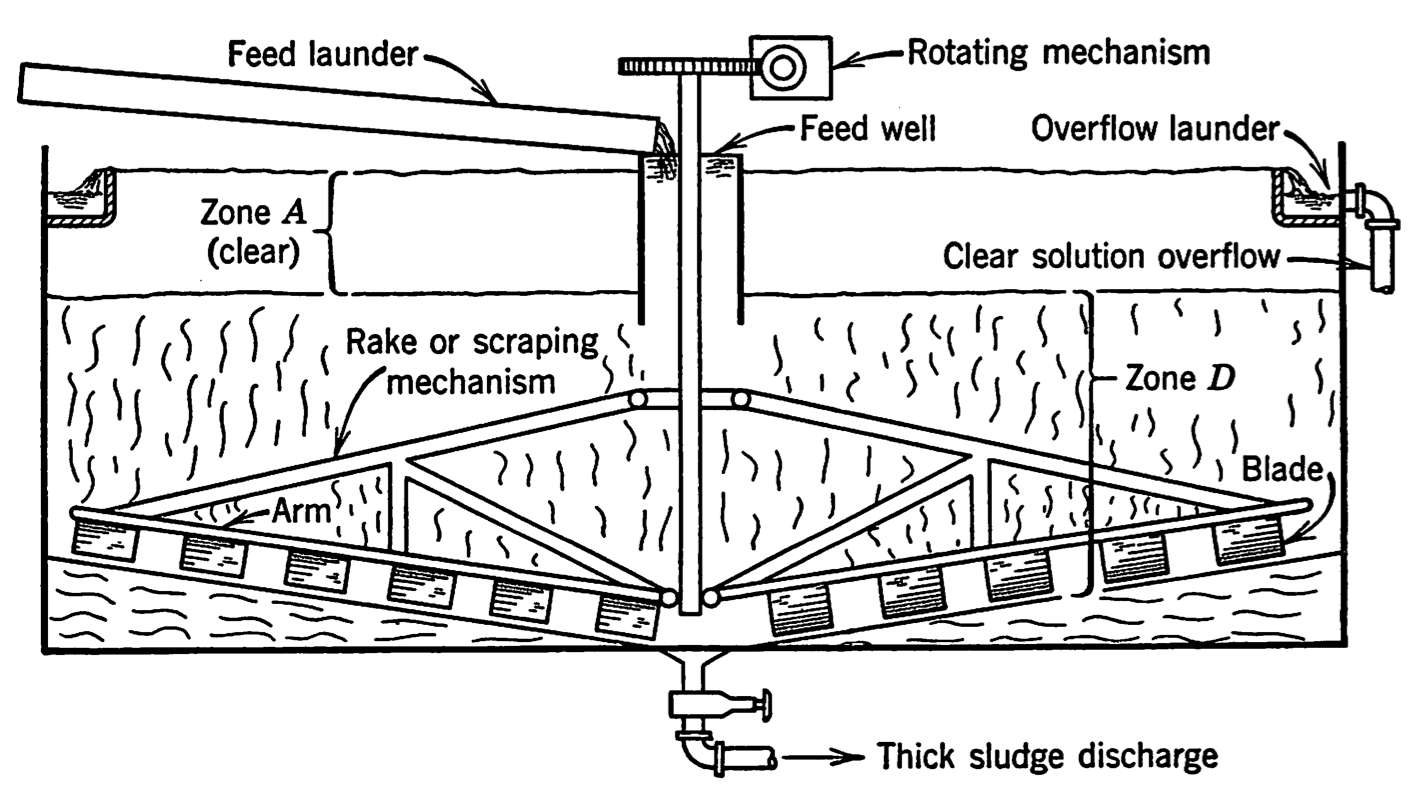 Feed launder
Rotating mechanism
Feed well
Overflow launder
Zone A
(clear)
Clear solution overflow
Rake or scraping
mechanism
Zone D
Blade
Arm
Thick sludge discharge